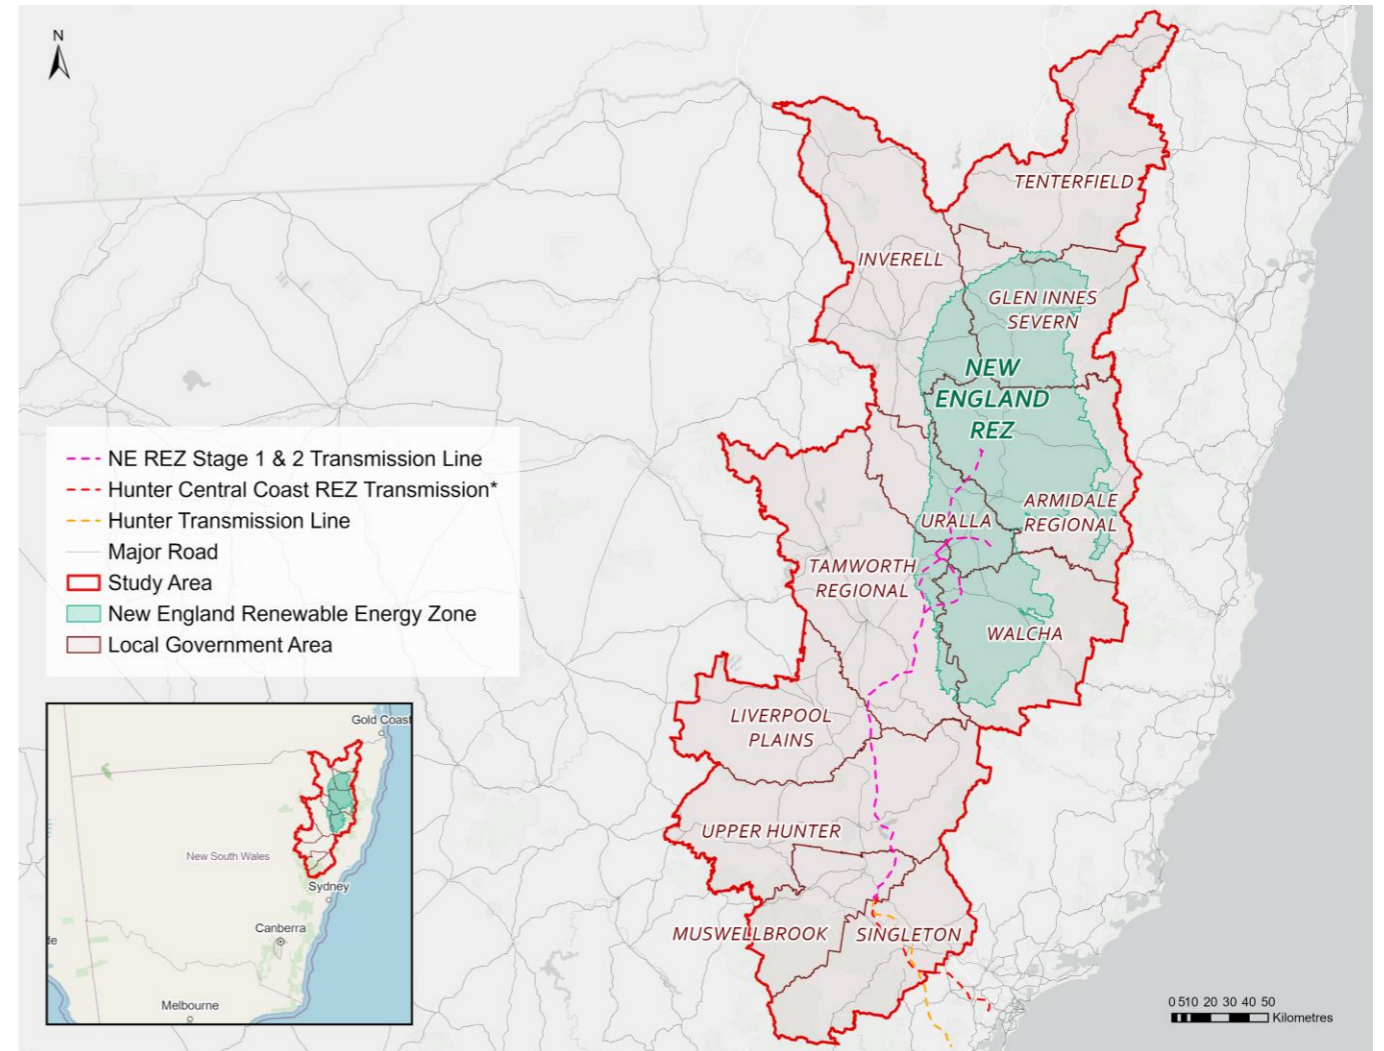 N
TENTERFIELD
INVERELL
GLEN INNES
SEVERN
NEW
ENGLAND
REZ
ARMIDALE
REGIONAL
URALLA
TAMWORTH
REGIONAL
WALCHA
LIVERPOOL
PLAINS
UPPER HUNTER
MUSWELLBROOK
SINGLETON
NE REZ Stage 1 & 2 Transmission Line
Hunter Central Coast REZ Transmission*
Hunter Transmission Line
Major Road
Study Area
New England Renewable Energy Zone
Local Government Area
Gold Coast
New South Wales
Sydney
Canberra
de
Melbourne
0 5 10 20 30 40 50
Kilometres